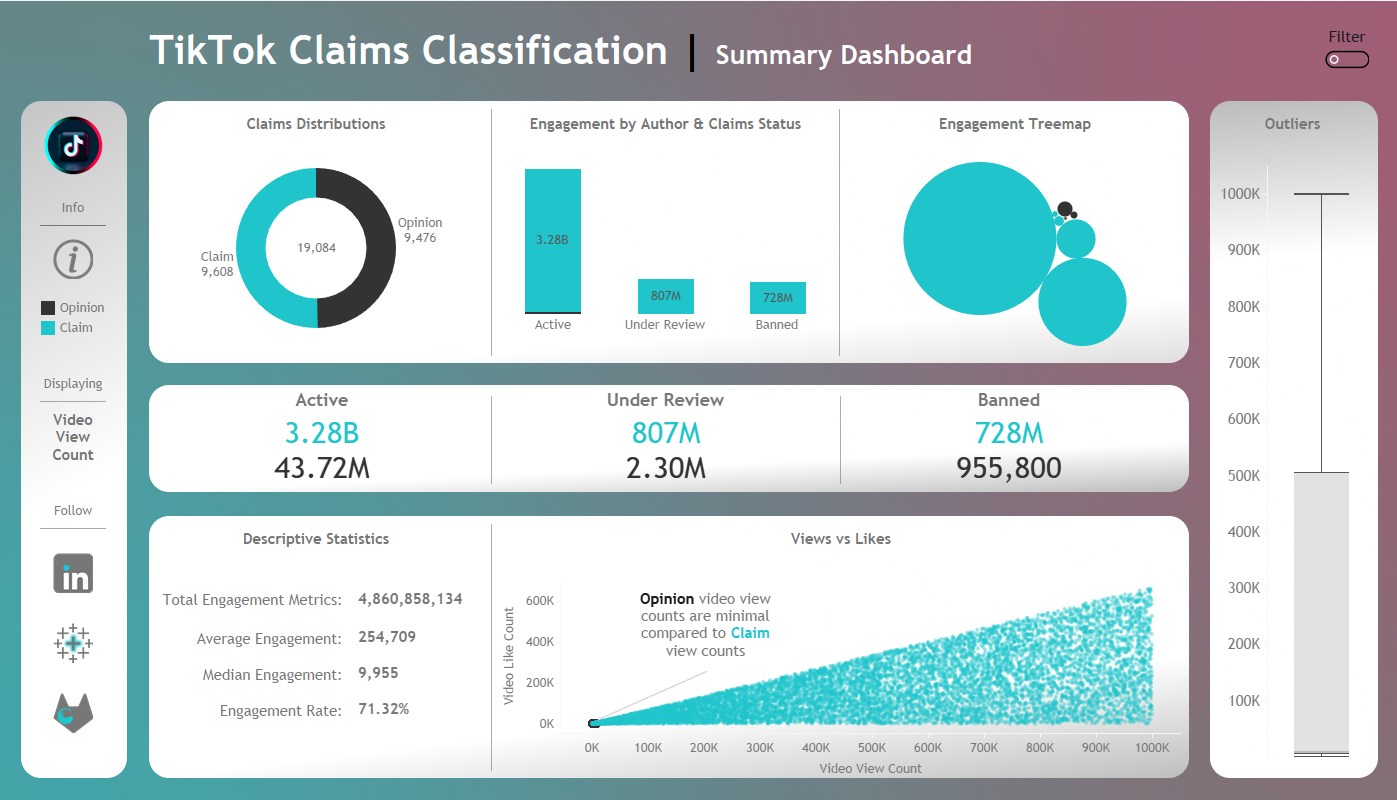 TikTok Claims Classification | Summary Dashboard
Filter
Info
i
Opinion
Claim
Displaying
Video
View
Count
Follow
in
Claims Distributions
Claim
9,608
19,084
Opinion
9,476
Engagement by Author & Claims Status
3.28B
807M
728M
Active
Under Review
Banned
Engagement Treemap
Active
3.28B
43.72M
Under Review
807M
2.30M
Banned
728M
955,800
Descriptive Statistics
Total Engagement Metrics: 4,860,858,134
Average Engagement: 254,709
Median Engagement: 9,955
Engagement Rate: 71.32%
Views vs Likes
Video Like Count
600K
400K
200K
0K
Opinion video view
counts are minimal
compared to Claim
view counts
0K 100K 200K 300K 400K 500K 600K 700K 800K 900K 1000K
Video View Count
Outliers
1000K
900K
800K
700K
600K
500K
400K
300K
200K
100K